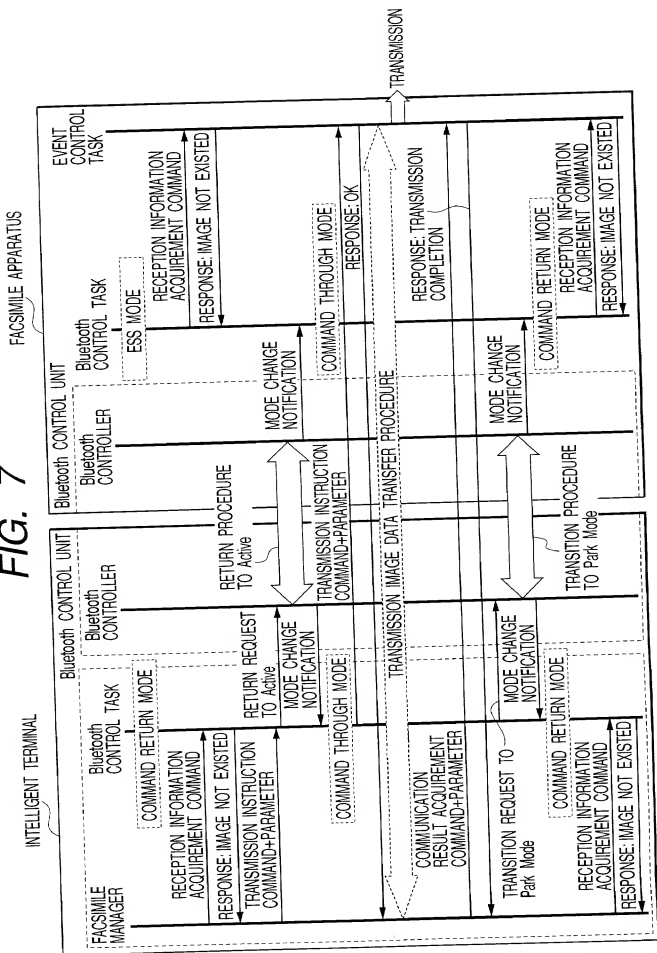 FIG. 7
INTELLIGENT TERMINAL
FACSIMILE APPARATUS
Bluetooth CONTROL UNIT
Bluetooth CONTROL UNIT
FACSIMILE
MANAGER
Bluetooth
CONTROL TASK
Bluetooth
CONTROLLER
Bluetooth
CONTROLLER
Bluetooth
CONTROL TASK
EVENT
CONTROL
TASK
COMMAND RETURN MODE
ESS MODE
RECEPTION INFORMATION
ACQUIREMENT COMMAND
RECEPTION INFORMATION
ACQUIREMENT COMMAND
RESPONSE: IMAGE NOT EXISTED
RESPONSE: IMAGE NOT EXISTED
TRANSMISSION INSTRUCTION
COMMAND+PARAMETER
RETURN REQUEST
TO Active
RETURN PROCEDURE
TO Active
MODE CHANGE
NOTIFICATION
MODE CHANGE
NOTIFICATION
COMMAND THROUGH MODE
TRANSMISSION INSTRUCTION
COMMAND+PARAMETER
COMMAND THROUGH MODE
RESPONSE: OK
TRANSMISSION IMAGE DATA TRANSFER PROCEDURE
TRANSMISSION
COMMUNICATION
RESULT ACQUIREMENT
COMMAND+PARAMETER
RESPONSE: TRANSMISSION
COMPLETION
TRANSITION REQUEST TO
Park Mode
MODE CHANGE
NOTIFICATION
TRANSITION PROCEDURE
TO Park Mode
MODE CHANGE
NOTIFICATION
COMMAND RETURN MODE
COMMAND RETURN MODE
RECEPTION INFORMATION
ACQUIREMENT COMMAND
RECEPTION INFORMATION
ACQUIREMENT COMMAND
RESPONSE: IMAGE NOT EXISTED
RESPONSE: IMAGE NOT EXISTED